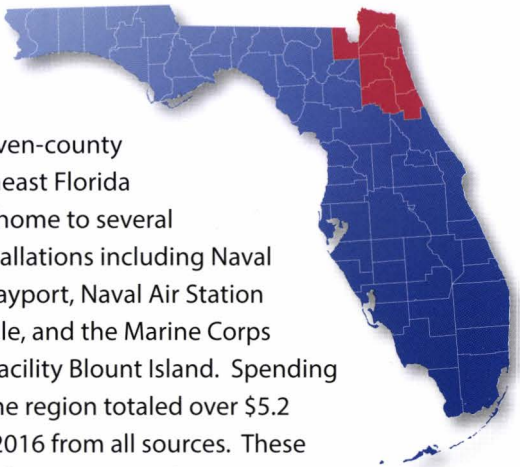 ven-county
east Florida
home to several
allations including Naval
ayport, Naval Air Station
le, and the Marine Corps
acility Blount Island. Spending
he region totaled over $5.2
2016 from all sources. These